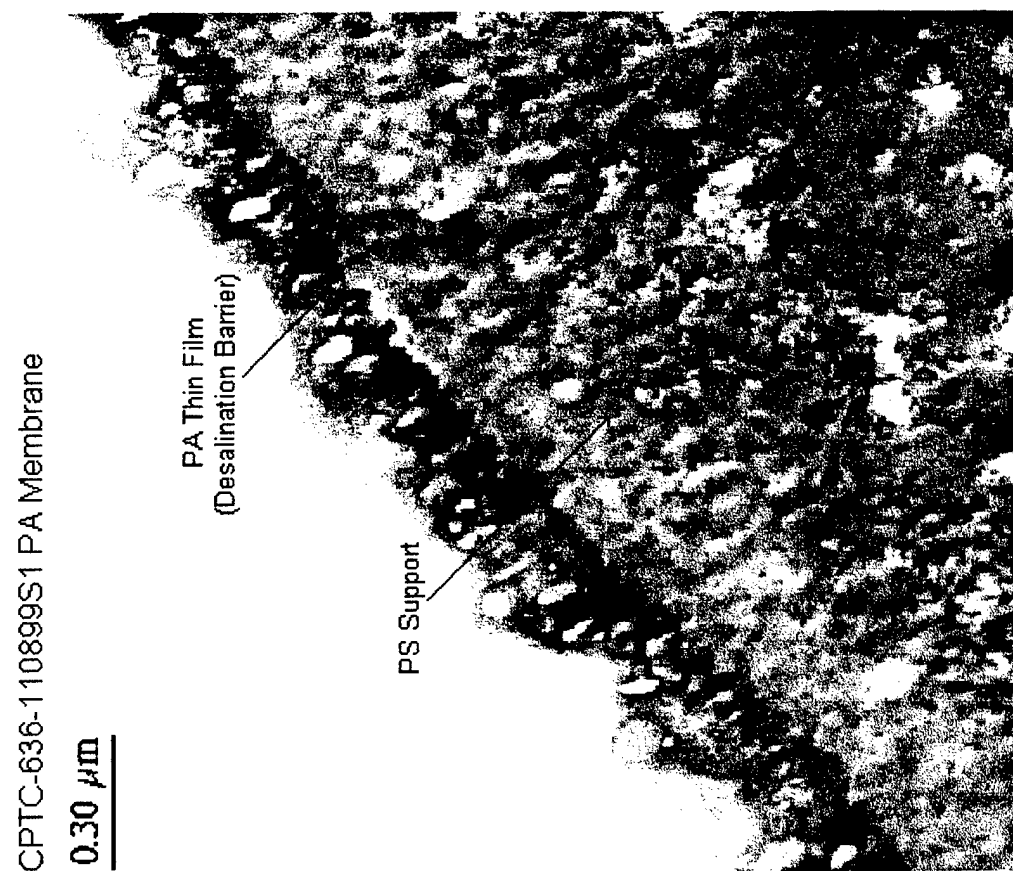 CPTC-636-110899S1 PA Membrane
0.30 μm
PA Thin Film
(Desalination Barrier)
PS Support